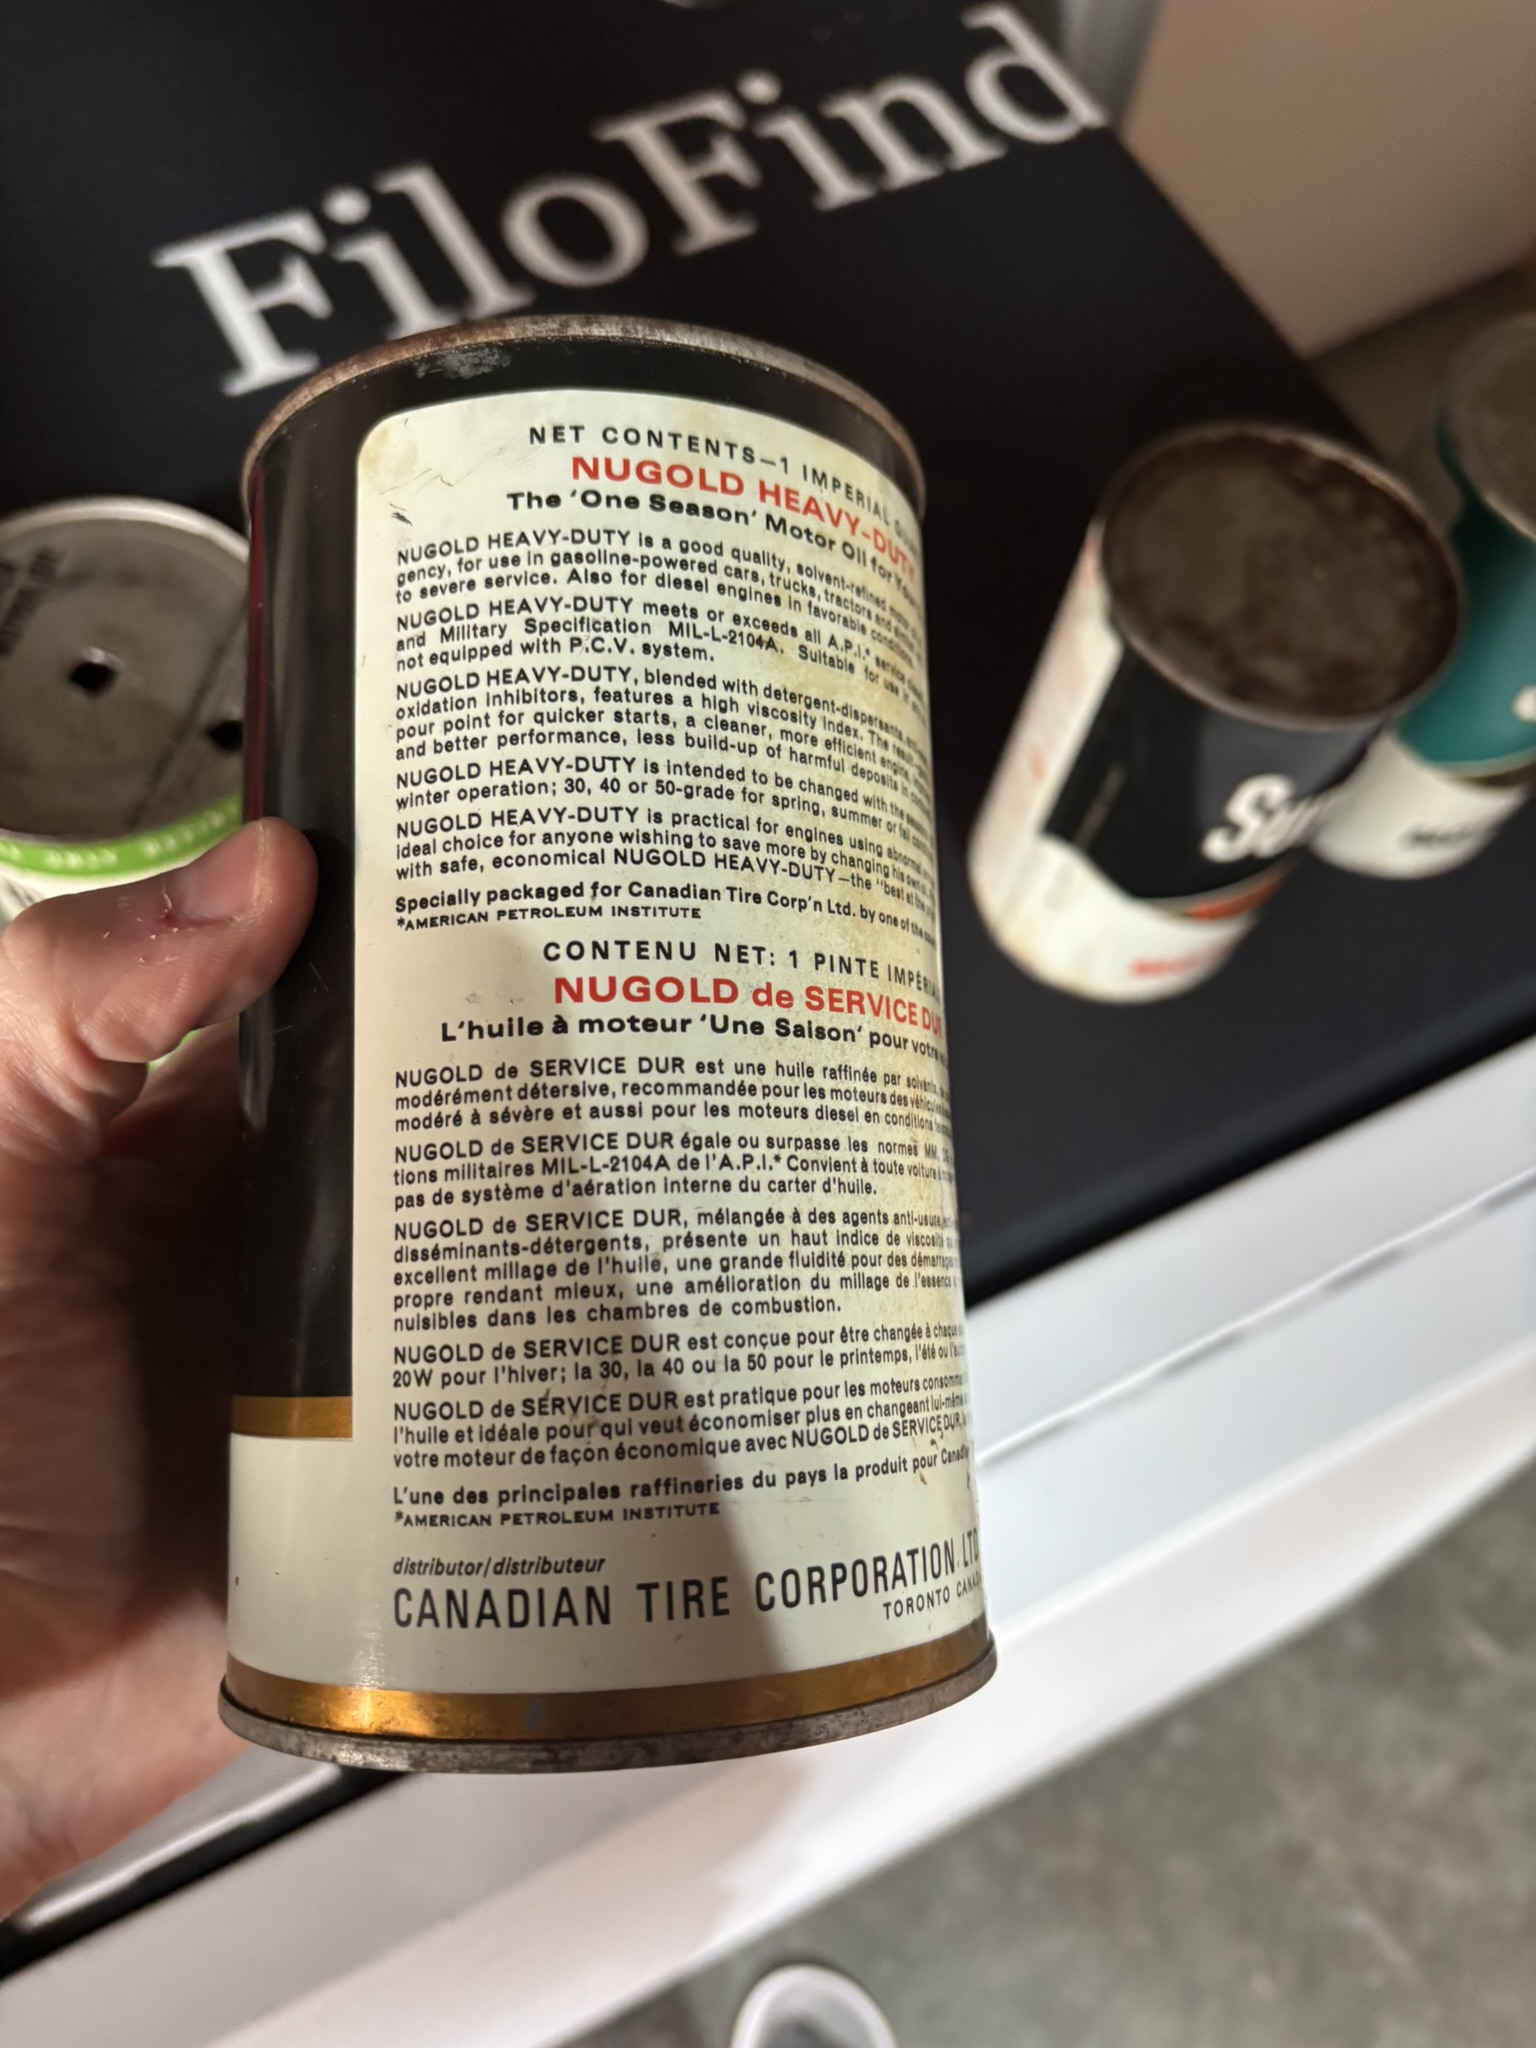 FiloFind
NET CONTENTS—1 IMPERIAL
NUGOLD HEAVY-DUTY
The 'One Season' Motor Oil for
NUGOLD HEAVY-DUTY is a good quality, solvent-refined
gency, for use in gasoline-powered cars, trucks, tractors and
to severe service. Also for diesel engines in favorable
NUGOLD HEAVY-DUTY meets or exceeds all A.P.I.* service
and Military Specification MIL-L-2104A. Suitable for use in
not equipped with P.C.V. system.
NUGOLD HEAVY-DUTY, blended with detergent-dispersants,
oxidation inhibitors, features a high viscosity index. The
pour point for quicker starts, a cleaner, more efficient engine,
and better performance, less build-up of harmful deposits in
NUGOLD HEAVY-DUTY is intended to be changed with the
winter operation; 30, 40 or 50-grade for spring, summer or fall
NUGOLD HEAVY-DUTY is practical for engines using
ideal choice for anyone wishing to save more by changing his own
with safe, economical NUGOLD HEAVY-DUTY—the "best at the
Specially packaged for Canadian Tire Corp'n Ltd. by one of the
*AMERICAN PETROLEUM INSTITUTE
CONTENU NET: 1 PINTE
NUGOLD de SERVICE DUR
L'huile à moteur 'Une Saison' pour votre
NUGOLD de SERVICE DUR est une huile raffinée par
modérément détersive, recommandée pour les moteurs des
modéré à sévère et aussi pour les moteurs diesel en conditions
NUGOLD de SERVICE DUR égale ou surpasse les normes MM,
tions militaires MIL-L-2104A de l'A.P.I.* Convient à toute voiture
pas de système d'aération interne du carter d'huile.
NUGOLD de SERVICE DUR, mélangée à des agents anti-usure,
disséminants-détergents, présente un haut indice de viscosité
excellent millage de l'huile, une grande fluidité pour des
propre rendant mieux, une amélioration du millage de l'essence
nuisibles dans les chambres de combustion.
NUGOLD de SERVICE DUR est conçue pour être changée à
20W pour l'hiver; la 30, la 40 ou la 50 pour le printemps, l'été ou
NUGOLD de SERVICE DUR est pratique pour les moteurs
l'huile et idéale pour qui veut économiser plus en changeant lui-même
votre moteur de façon économique avec NUGOLD de SERVICE DUR,
L'une des principales raffineries du pays la produit pour
*AMERICAN PETROLEUM INSTITUTE
distributor/distributeur
CANADIAN TIRE CORPORATION, LTD
TORONTO CANADA